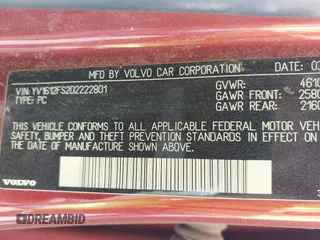 MFD BY VOLVO CAR CORPORATION DATE 03
VIN: YV1612FS2D2222801 GVWR: 4610
TYPE: PC GAWR FRONT: 2580
GAWR REAR: 2160
THIS VEHICLE CONFORMS TO ALL APPLICABLE FEDERAL MOTOR VEH
SAFETY, BUMPER AND THEFT PREVENTION STANDARDS IN EFFECT
ON THE DATE OF MANUFACTURE SHOWN ABOVE.
VOLVO
DREAMBID